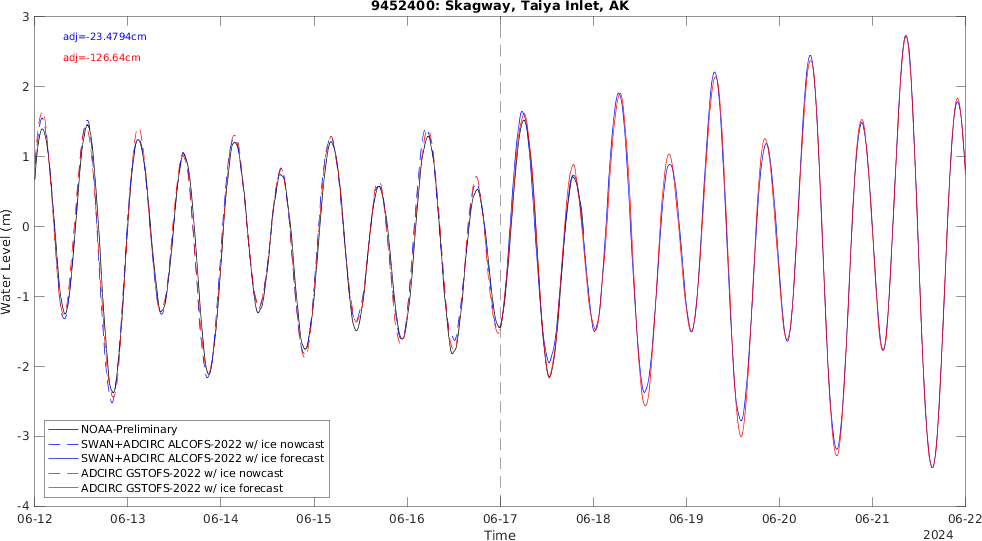 9452400: Skagway, Taiya Inlet, AK
adj=-23.4794cm
adj=-126.64cm
3
2
1
0
-1
-2
-3
-4
Water Level (m)
NOAA-Preliminary
SWAN+ADCIRC ALCOFS-2022 w/ ice nowcast
SWAN+ADCIRC ALCOFS-2022 w/ ice forecast
ADCIRC GSTOFS-2022 w/ ice nowcast
ADCIRC GSTOFS-2022 w/ ice forecast
06-12 06-13 06-14 06-15 06-16 06-17 06-18 06-19 06-20 06-21 06-22
Time
2024